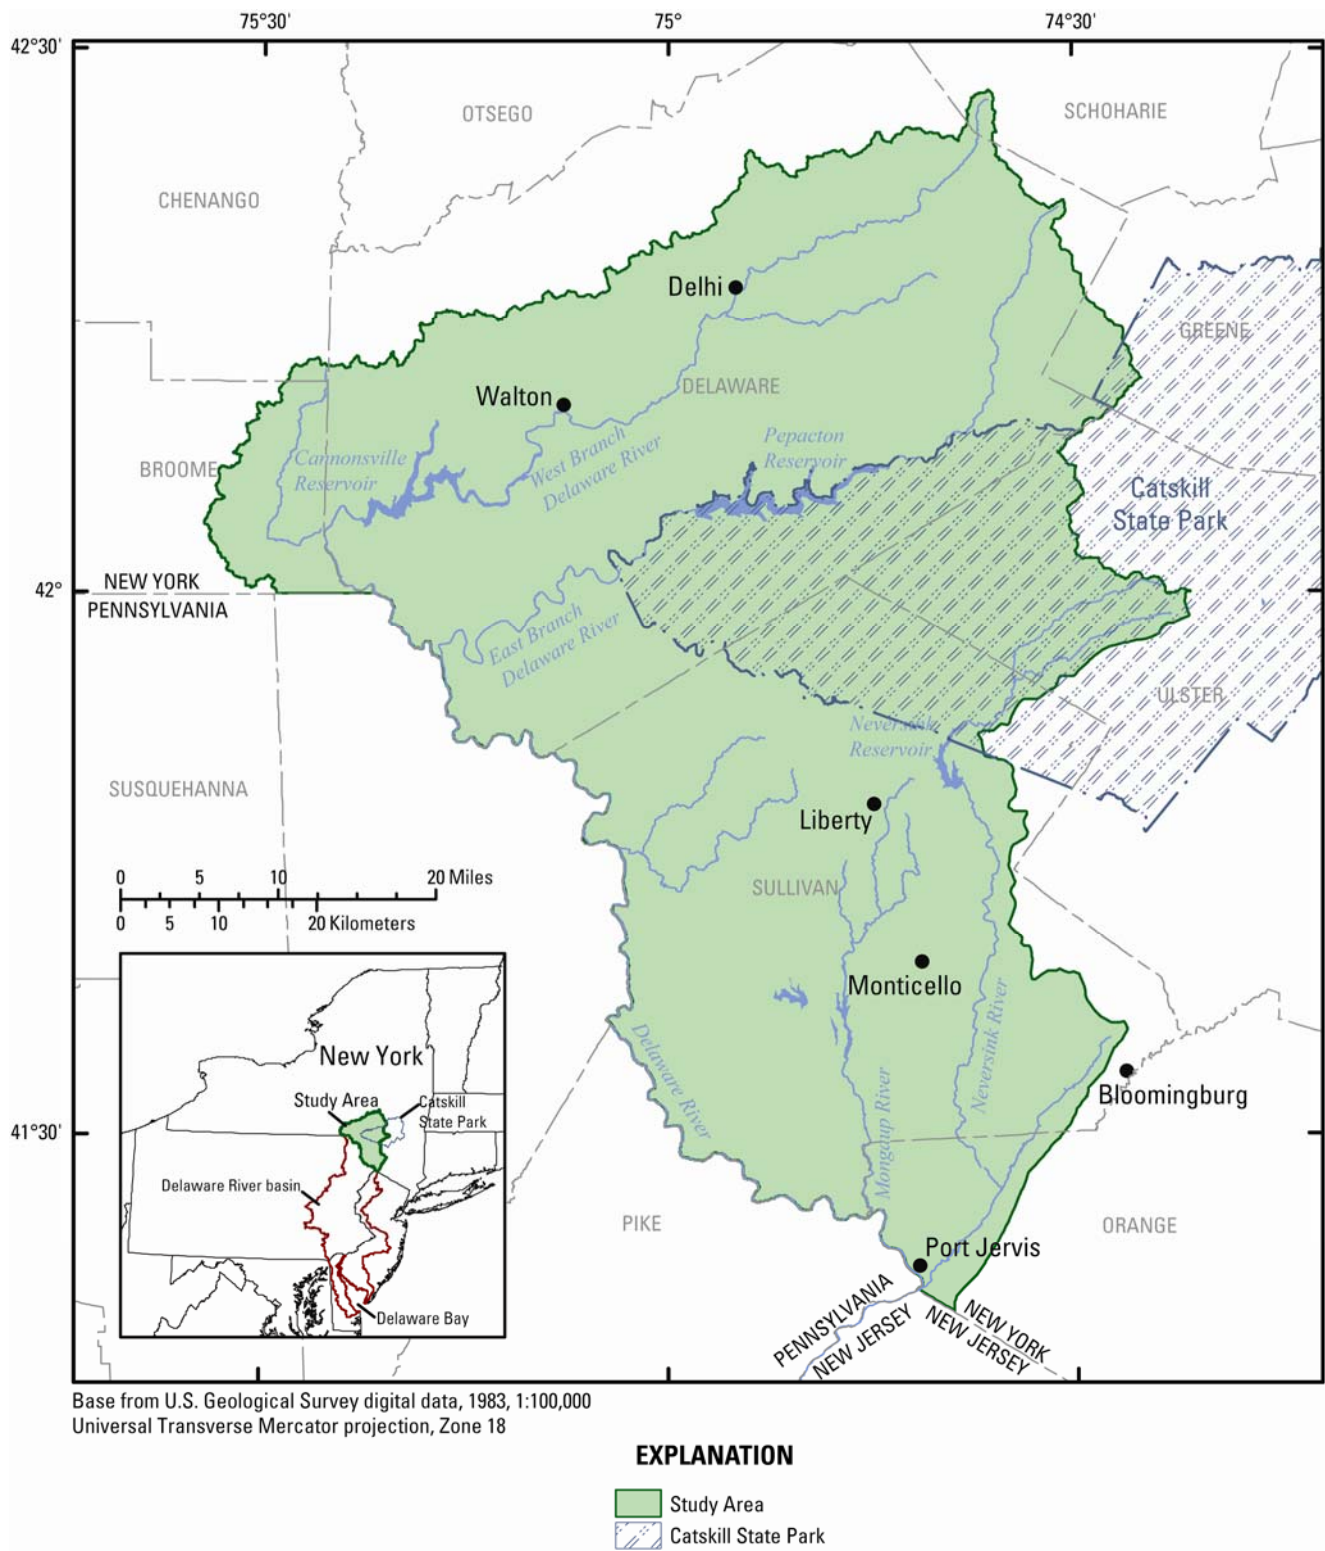 75°30'
75°
74°30'
42°30'
OTSEGO
SCHOHARIE
CHENANGO
Delhi
GREENE
DELAWARE
Walton
Pepacton
Reservoir
West Branch
Delaware River
Cannonsville
Reservoir
BROOME
Catskill
State Park
42°
NEW YORK
PENNSYLVANIA
East Branch
Delaware River
ULSTER
Neversink
Reservoir
SUSQUEHANNA
Liberty
0 5 10 20 Miles
0 5 10 20 Kilometers
SULLIVAN
Monticello
Neversink River
Delaware River
Mongaup River
Bloomingburg
41°30'
New York
Study Area
Catskill
State Park
Delaware River basin
Delaware Bay
PIKE
ORANGE
Port Jervis
PENNSYLVANIA
NEW JERSEY
NEW YORK
NEW JERSEY
Base from U.S. Geological Survey digital data, 1983, 1:100,000
Universal Transverse Mercator projection, Zone 18
EXPLANATION
Study Area
Catskill State Park